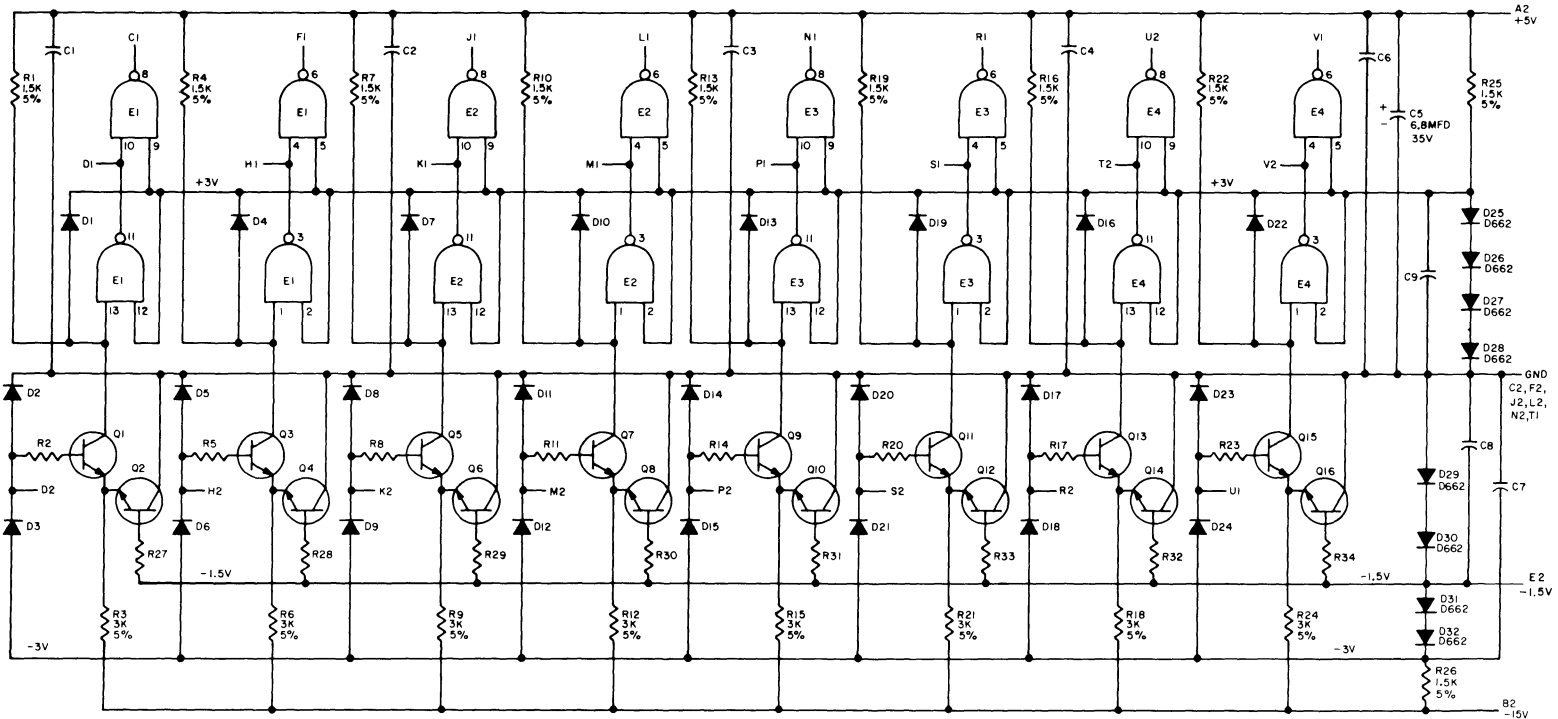 A2
+5V
C1
F1
J1
L1
N1
R1
U2
V1
C1
C2
C3
C4
C6
R1
1.5K
5%
R4
1.5K
5%
R7
1.5K
5%
R10
1.5K
5%
R13
1.5K
5%
R19
1.5K
5%
R16
1.5K
5%
R22
1.5K
5%
R25
1.5K
5%
+
-
C5
6.8MFD
35V
8
E1
10 9
6
E1
4 5
8
E2
10 9
6
E2
4 5
8
E3
10 9
6
E3
4 5
8
E4
10 9
6
E4
4 5
D1
H1
K1
M1
P1
S1
T2
V2
+3V
+3V
D1
D4
D7
D10
D13
D19
D16
D22
D25
D662
D26
D662
D27
D662
D28
D662
C9
11
E1
13 12
3
E1
1 2
11
E2
13 12
3
E2
1 2
11
E3
13 12
3
E3
1 2
11
E4
13 12
3
E4
1 2
GND
C2, F2,
J2, L2,
N2, T1
D2
D5
D8
D11
D14
D20
D17
D23
R2
Q1
R5
Q3
R8
Q5
R11
Q7
R14
Q9
R20
Q11
R17
Q13
R23
Q15
Q2
Q4
Q6
Q8
Q10
Q12
Q14
Q16
D2
H2
K2
M2
P2
S2
R2
U1
D3
D6
D9
D12
D15
D21
D18
D24
D29
D662
D30
D662
C8
C7
R27
R28
R29
R30
R31
R33
R32
R34
-1.5V
-1.5V
E2
-1.5V
R3
3K
5%
R6
3K
5%
R9
3K
5%
R12
3K
5%
R15
3K
5%
R21
3K
5%
R18
3K
5%
R24
3K
5%
D31
D662
D32
D662
-3V
-3V
R26
1.5K
5%
B2
-15V